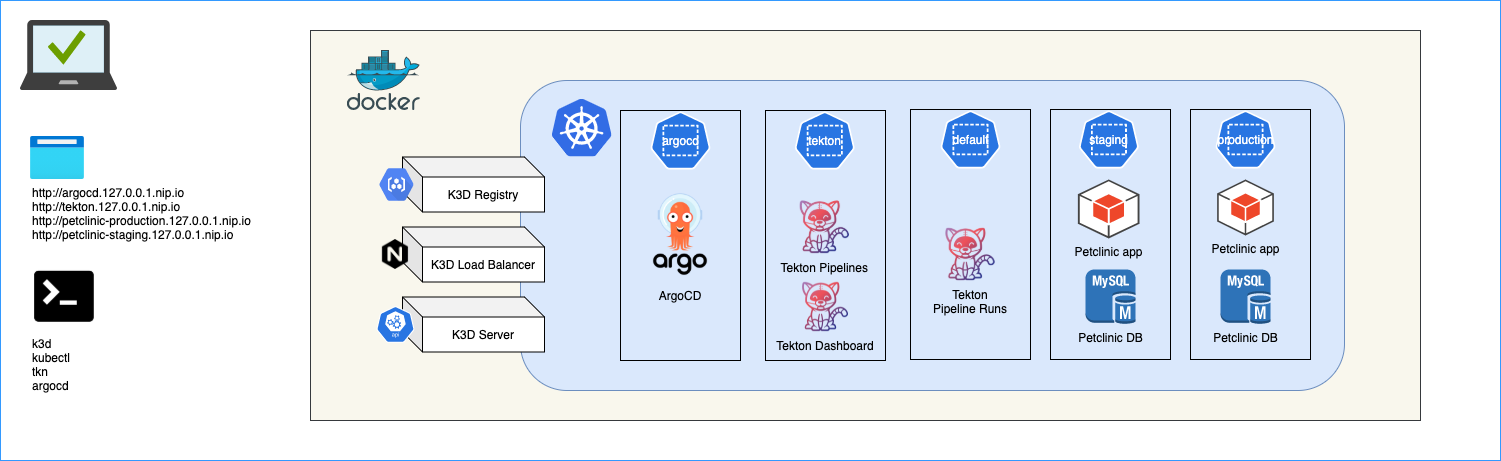 docker
http://argocd.127.0.0.1.nip.io
http://tekton.127.0.0.1.nip.io
http://petclinic-production.127.0.0.1.nip.io
http://petclinic-staging.127.0.0.1.nip.io
k3d
kubectl
tkn
argocd
K3D Registry
N
K3D Load Balancer
api
K3D Server
argocd
argo
ArgoCD
tekton
Tekton Pipelines
Tekton Dashboard
default
Tekton
Pipeline Runs
staging
Petclinic app
MySQL
M
Petclinic DB
production
Petclinic app
MySQL
M
Petclinic DB